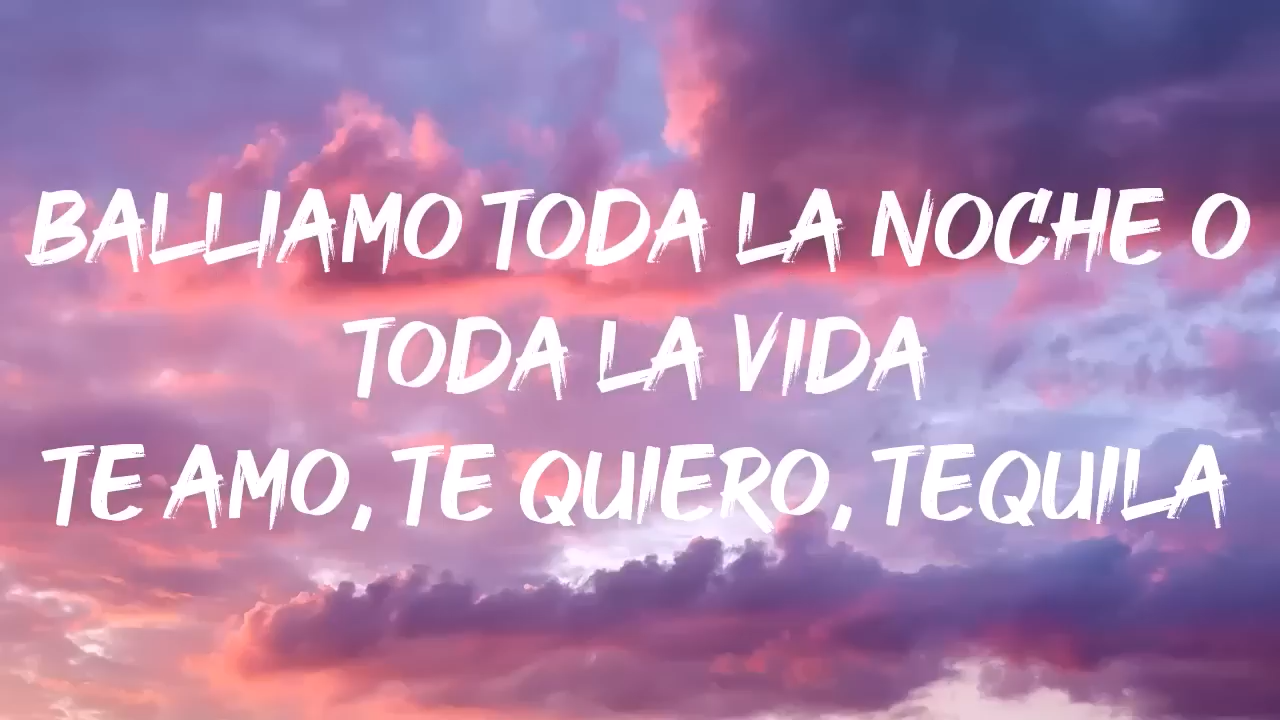 BALLIAMO TODA LA NOCHE O
TODA LA VIDA
TE AMO, TE QUIERO, TEQUILA